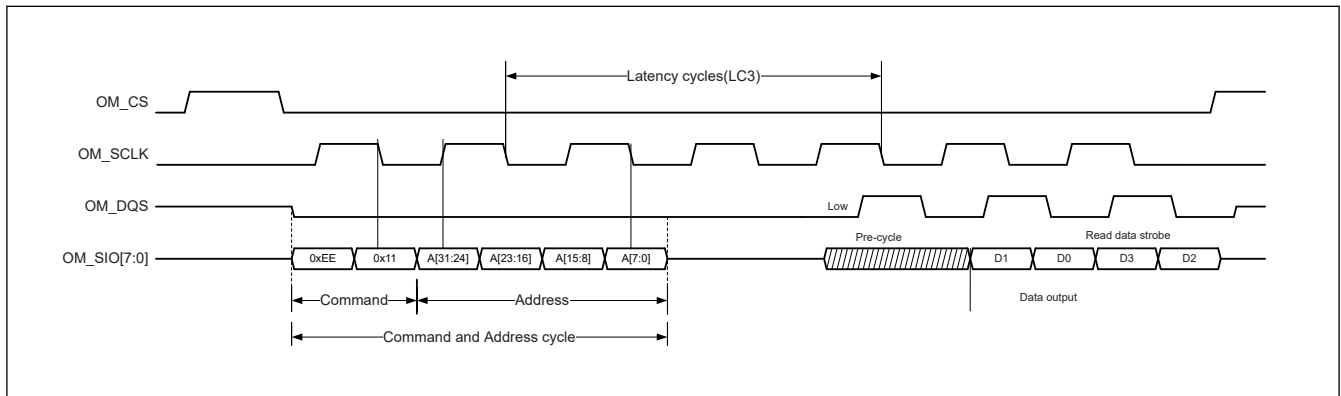 Latency cycles(LC3)
OM_CS
OM_SCLK
OM_DQS
Low
Pre-cycle
Read data strobe
OM_SIO[7:0]
0xEE 0x11 A[31:24] A[23:16] A[15:8] A[7:0] D1 D0 D3 D2
Command Address
Data output
Command and Address cycle